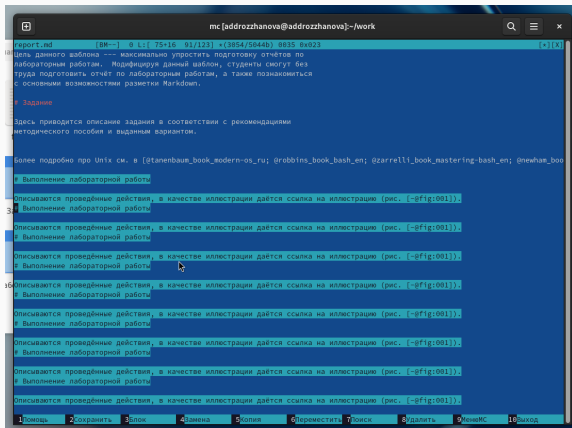 mc [addrozzhanova@addrozzhanova]:~/work
report.md [BM--] 0 L:[ 75+16 91/123] *(3854/5044b) 0035 0x023 [*][X]
Цель данного шаблона --- максимально упростить подготовку отчётов по
лабораторным работам. Модифицируя данный шаблон, студенты смогут без
труда подготовить отчёт по лабораторным работам, а также познакомиться
с основными возможностями разметки Markdown.
# Задание
Здесь приводится описание задания в соответствии с рекомендациями
методического пособия и выданным вариантом.
Более подробно про Unix см. в [@tanenbaum_book_modern-os_ru; @robbins_book_bash_en; @zarrelli_book_mastering-bash_en; @newham_boo
# Выполнение лабораторной работы
Описываются проведённые действия, в качестве иллюстрации даётся ссылка на иллюстрацию (рис. [-@fig:001]).
# Выполнение лабораторной работы
Описываются проведённые действия, в качестве иллюстрации даётся ссылка на иллюстрацию (рис. [-@fig:001]).
# Выполнение лабораторной работы
Описываются проведённые действия, в качестве иллюстрации даётся ссылка на иллюстрацию (рис. [-@fig:001]).
# Выполнение лабораторной работы
Описываются проведённые действия, в качестве иллюстрации даётся ссылка на иллюстрацию (рис. [-@fig:001]).
# Выполнение лабораторной работы
Описываются проведённые действия, в качестве иллюстрации даётся ссылка на иллюстрацию (рис. [-@fig:001]).
# Выполнение лабораторной работы
Описываются проведённые действия, в качестве иллюстрации даётся ссылка на иллюстрацию (рис. [-@fig:001]).
# Выполнение лабораторной работы
Описываются проведённые действия, в качестве иллюстрации даётся ссылка на иллюстрацию (рис. [-@fig:001]).
# Выполнение лабораторной работы
Описываются проведённые действия, в качестве иллюстрации даётся ссылка на иллюстрацию (рис. [-@fig:001]).
1Помощь 2Сохранить 3Блок 4Замена 5Копия 6Переместить 7Поиск 8Удалить 9МенюMC 10Выход